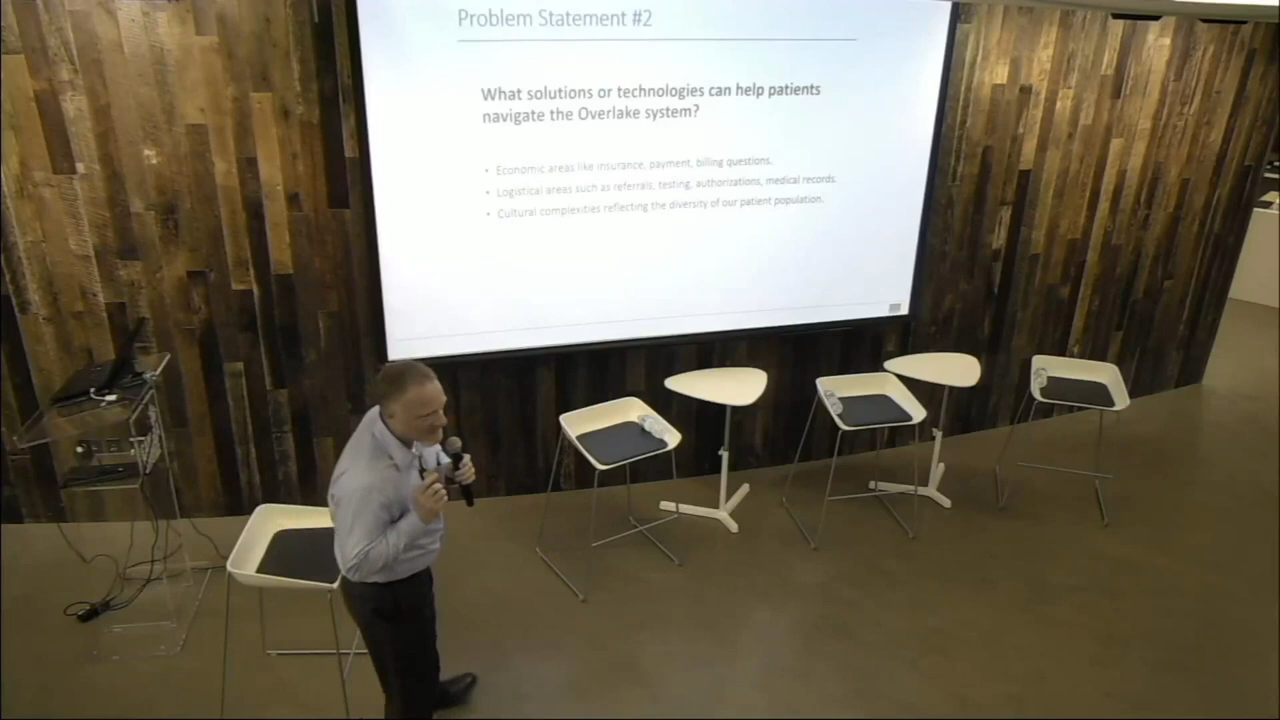 Problem Statement #2
What solutions or technologies can help patients
navigate the Overlake system?
• Economic areas like insurance, payment, billing questions.
• Logistical areas such as referrals, testing, authorizations, medical records.
• Cultural complexities reflecting the diversity of our patient population.